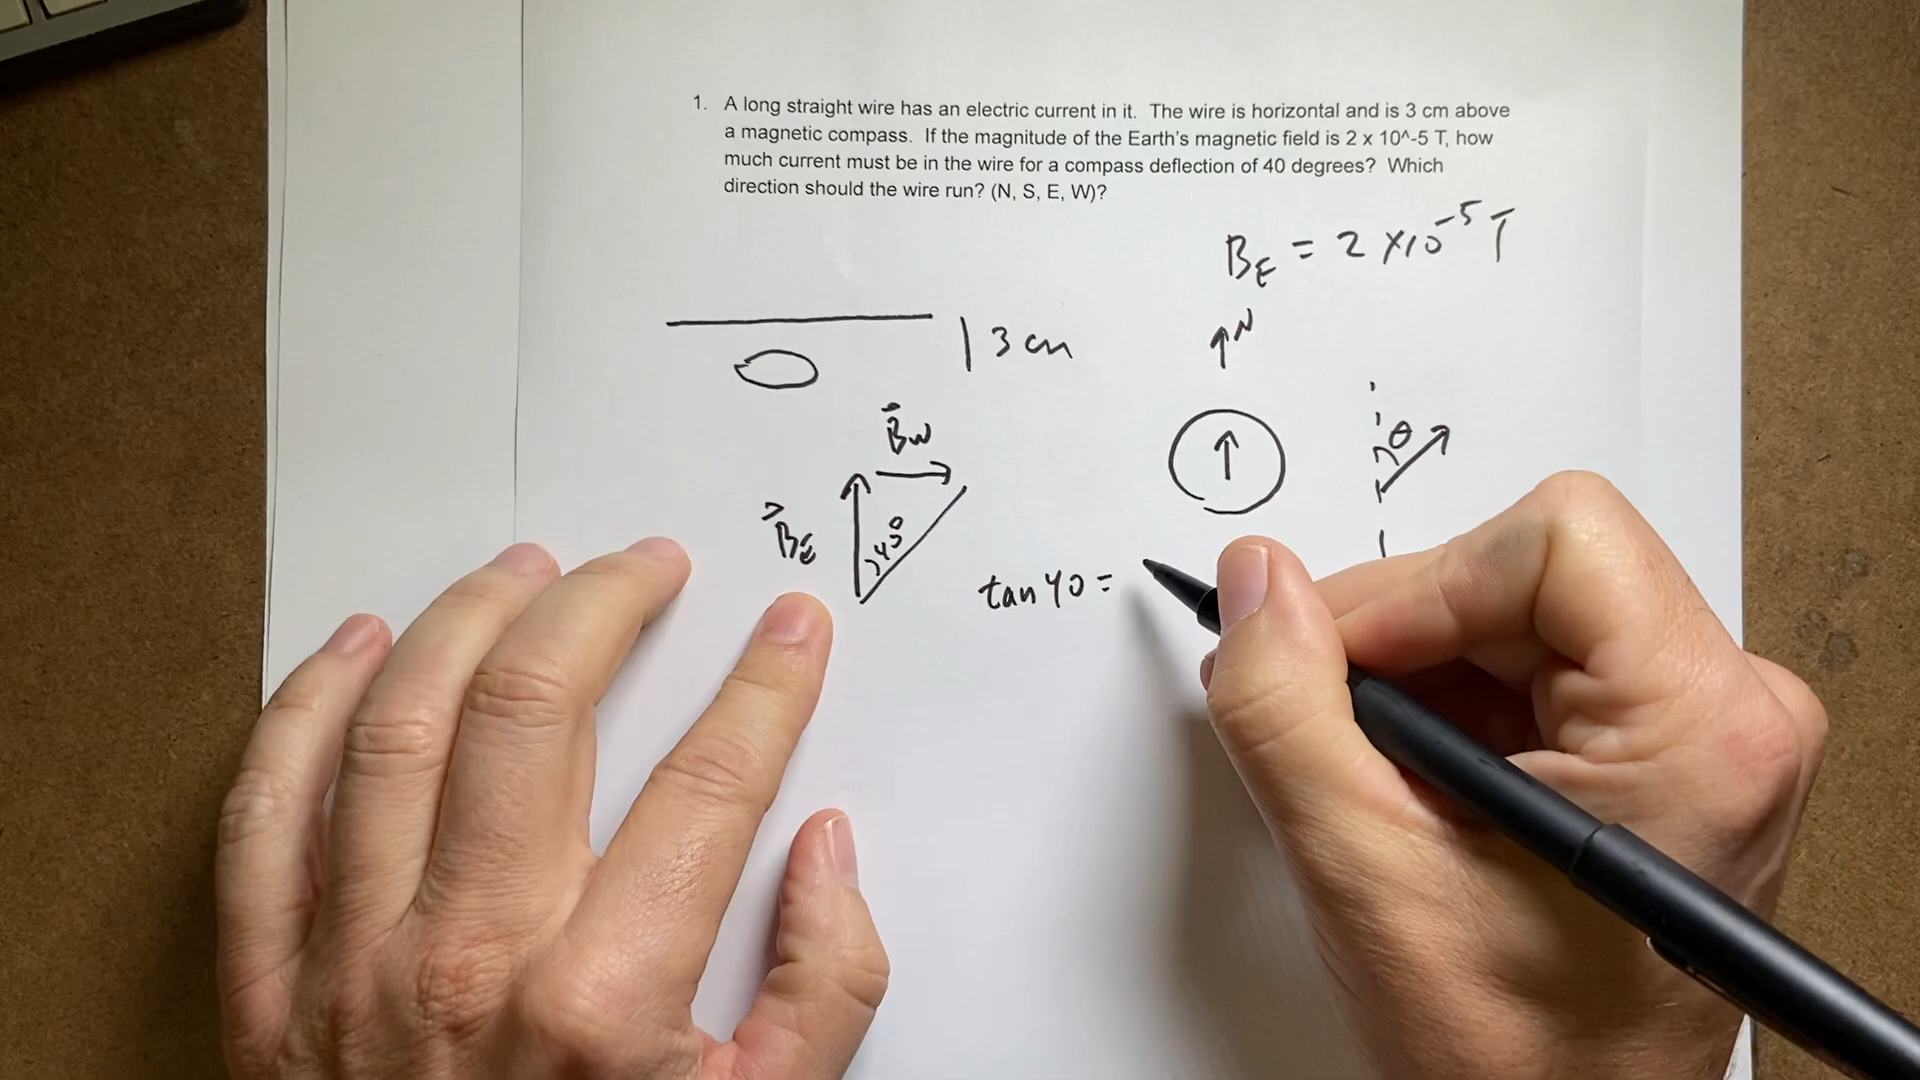 1. A long straight wire has an electric current in it. The wire is horizontal and is 3 cm above
a magnetic compass. If the magnitude of the Earth's magnetic field is 2 x 10^-5 T, how
much current must be in the wire for a compass deflection of 40 degrees? Which
direction should the wire run? (N, S, E, W)?
B_E = 2 × 10^-5 T
3 cm
N
B_W
θ
B_E
tan 40 =